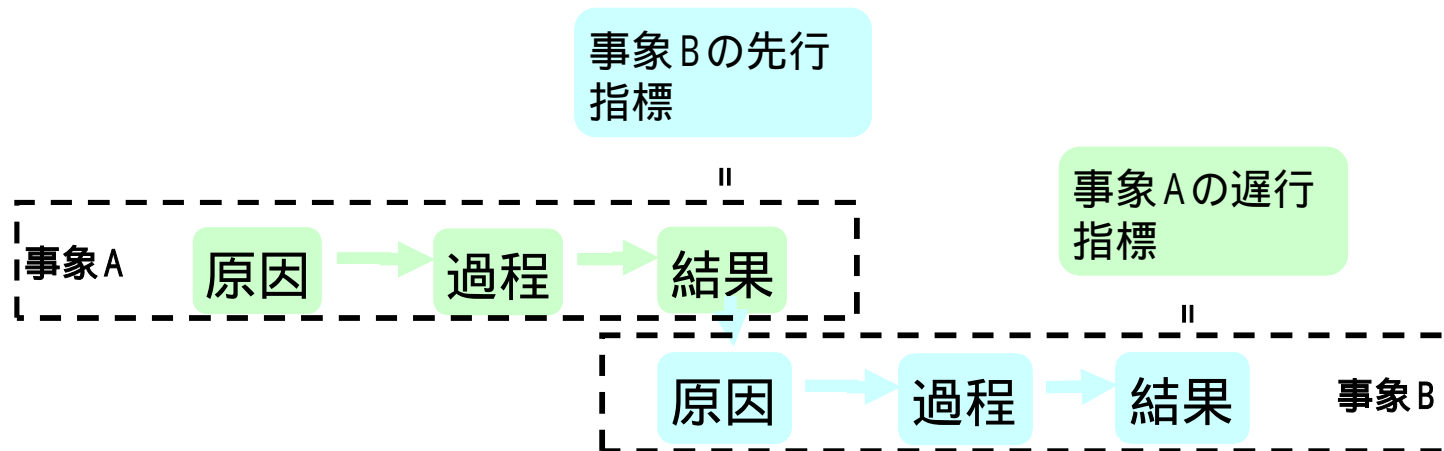 事象Bの先行
指標
=
事象Aの遅行
指標
事象A
原因
過程
結果
=
原因
過程
結果
事象B